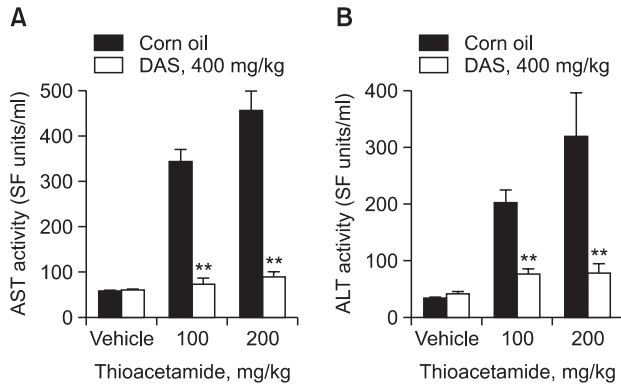 A
Corn oil
DAS, 400 mg/kg
AST activity (SF units/ml)
500
400
300
200
100
0
**
**
Vehicle 100 200
Thioacetamide, mg/kg
B
Corn oil
DAS, 400 mg/kg
ALT activity (SF units/ml)
400
300
200
100
0
**
**
Vehicle 100 200
Thioacetamide, mg/kg